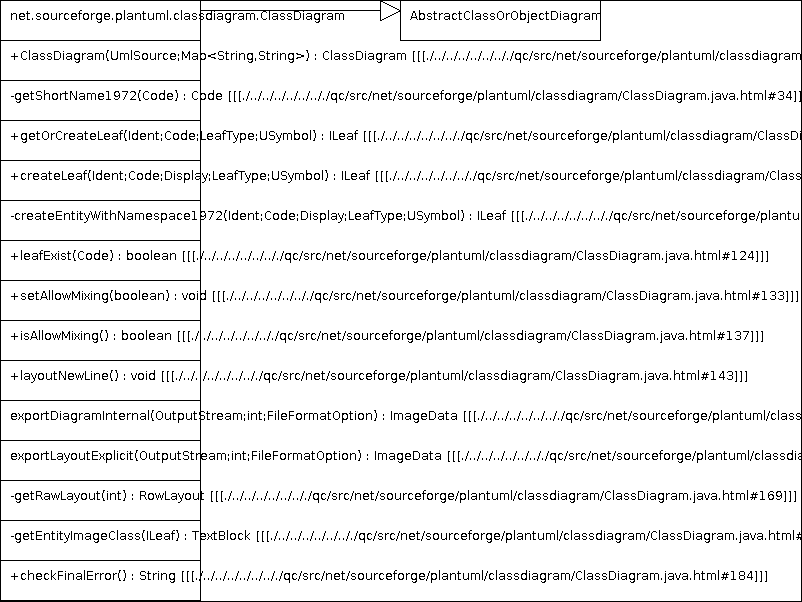 net.sourceforge.plantuml.classdiagram.ClassDiagram
AbstractClassOrObjectDiagram
+ClassDiagram(UmlSource;Map<String,String>) : ClassDiagram [[[./../../../../../../qc/src/net/sourceforge/plantuml/classdiagram
-getShortName1972(Code) : Code [[[./../../../../../../qc/src/net/sourceforge/plantuml/classdiagram/ClassDiagram.java.html#34]]
+getOrCreateLeaf(Ident;Code;LeafType;USymbol) : ILeaf [[[./../../../../../../qc/src/net/sourceforge/plantuml/classdiagram/ClassDi
+createLeaf(Ident;Code;Display;LeafType;USymbol) : ILeaf [[[./../../../../../../qc/src/net/sourceforge/plantuml/classdiagram/Class
-createEntityWithNamespace1972(Ident;Code;Display;LeafType;USymbol) : ILeaf [[[./../../../../../../qc/src/net/sourceforge/plantu
+leafExist(Code) : boolean [[[./../../../../../../qc/src/net/sourceforge/plantuml/classdiagram/ClassDiagram.java.html#124]]]
+setAllowMixing(boolean) : void [[[./../../../../../../qc/src/net/sourceforge/plantuml/classdiagram/ClassDiagram.java.html#133]]]
+isAllowMixing() : boolean [[[./../../../../../../qc/src/net/sourceforge/plantuml/classdiagram/ClassDiagram.java.html#137]]]
+layoutNewLine() : void [[[./../../../../../../qc/src/net/sourceforge/plantuml/classdiagram/ClassDiagram.java.html#143]]]
exportDiagramInternal(OutputStream;int;FileFormatOption) : ImageData [[[./../../../../../../qc/src/net/sourceforge/plantuml/class
exportLayoutExplicit(OutputStream;int;FileFormatOption) : ImageData [[[./../../../../../../qc/src/net/sourceforge/plantuml/classdia
-getRawLayout(int) : RowLayout [[[./../../../../../../qc/src/net/sourceforge/plantuml/classdiagram/ClassDiagram.java.html#169]]]
-getEntityImageClass(ILeaf) : TextBlock [[[./../../../../../../qc/src/net/sourceforge/plantuml/classdiagram/ClassDiagram.java.html#
+checkFinalError() : String [[[./../../../../../../qc/src/net/sourceforge/plantuml/classdiagram/ClassDiagram.java.html#184]]]